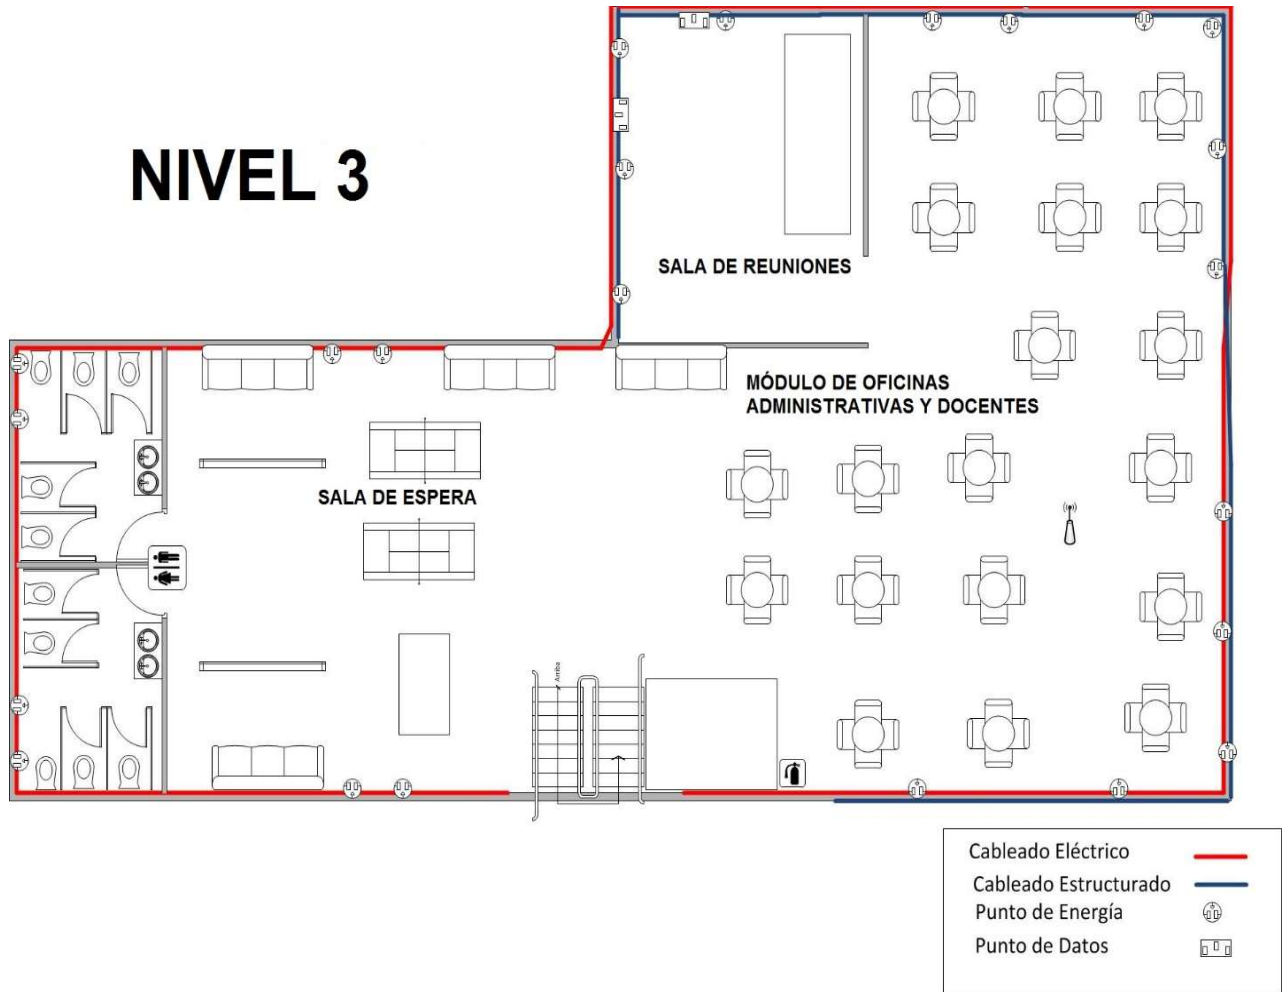 NIVEL 3
SALA DE REUNIONES
MÓDULO DE OFICINAS
ADMINISTRATIVAS Y DOCENTES
SALA DE ESPERA
Arriba
Cableado Eléctrico
Cableado Estructurado
Punto de Energía
Punto de Datos